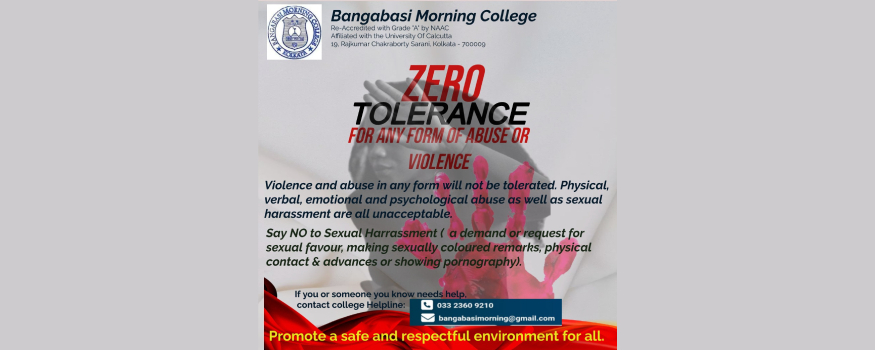 BANGABASI MORNING COLLEGE
KOLKATA
Bangabasi Morning College
Re-Accredited with Grade "A" by NAAC
Affiliated with the University Of Calcutta
19, Rajkumar Chakraborty Sarani, Kolkata - 700009
ZERO
TOLERANCE
FOR ANY FORM OF ABUSE OR
VIOLENCE
Violence and abuse in any form will not be tolerated. Physical,
verbal, emotional and psychological abuse as well as sexual
harassment are all unacceptable.
Say NO to Sexual Harrassment ( a demand or request for
sexual favour, making sexually coloured remarks, physical
contact & advances or showing pornography).
If you or someone you know needs help,
contact college Helpline:
033 2360 9210
bangabasimorning@gmail.com
Promote a safe and respectful environment for all.